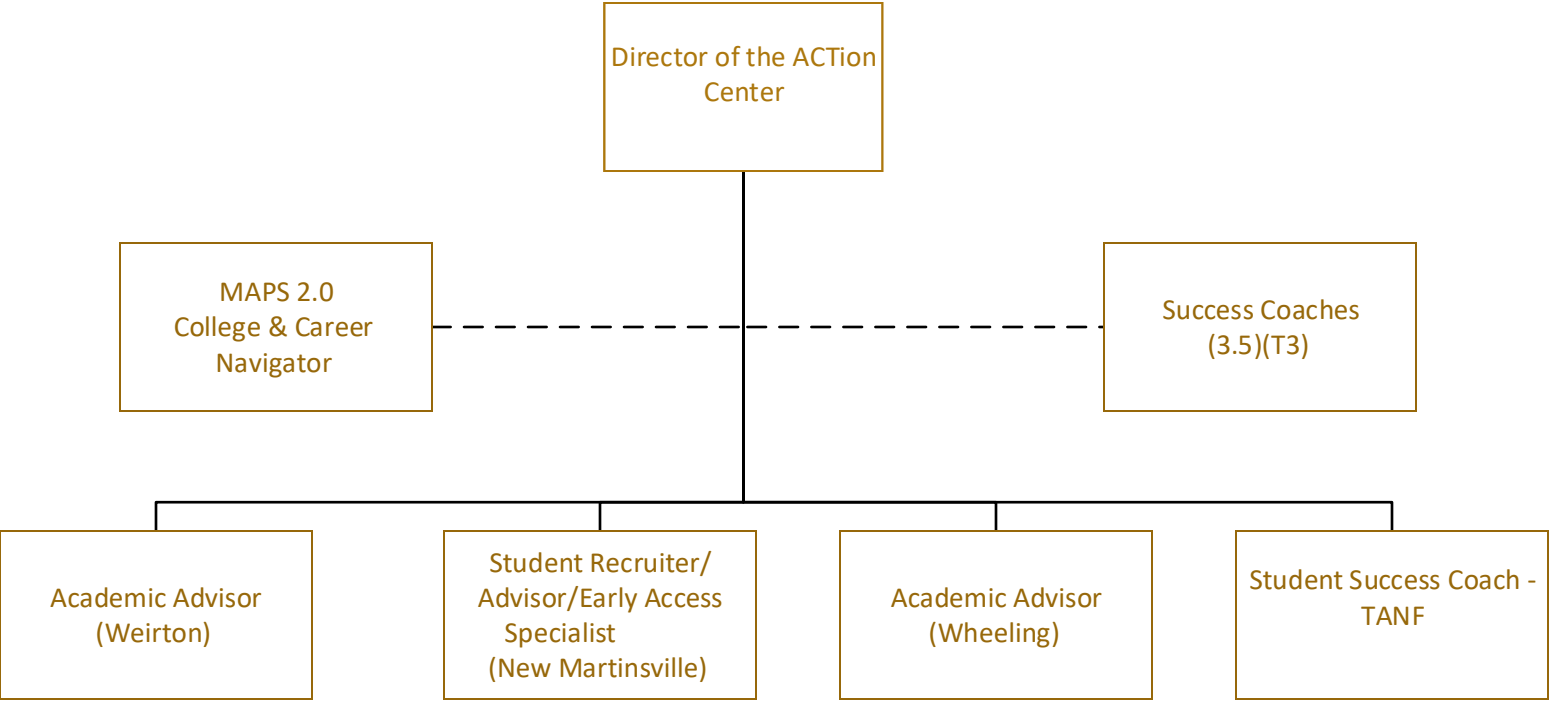 Director of the ACTion
Center
MAPS 2.0
College & Career
Navigator
Success Coaches
(3.5)(T3)
Academic Advisor
(Weirton)
Student Recruiter/
Advisor/Early Access
Specialist
(New Martinsville)
Academic Advisor
(Wheeling)
Student Success Coach -
TANF